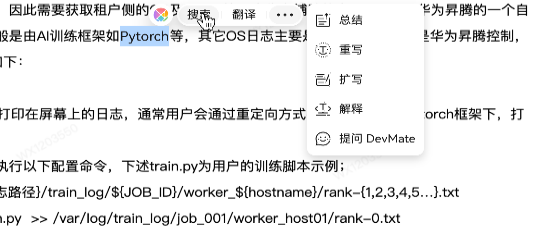 因此需要获取租户侧的
华为昇腾的一个自
搜索
翻译
总结
重写
扩写
解释
提问 DevMate
般是由AI训练框架如Pytorch等，其它OS日志主要是
是华为昇腾控制，
如下：
打印在屏幕上的日志，通常用户会通过重定向方式
torch框架下，打
执行以下配置命令，下述train.py为用户的训练脚本示例；
志路径}/train_log/${JOB_ID}/worker_${hostname}/rank-{1,2,3,4,5...}.txt
n.py >> /var/log/train_log/job_001/worker_host01/rank-0.txt